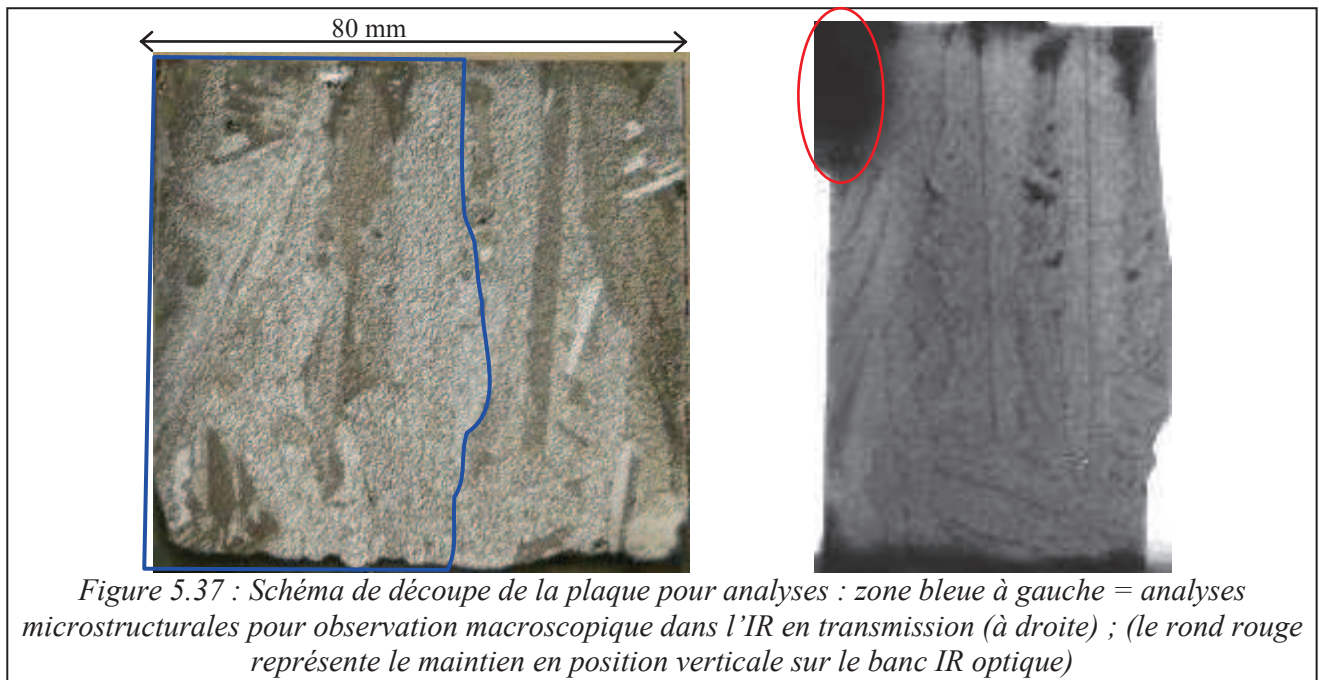 80 mm
Figure 5.37 : Schéma de découpe de la plaque pour analyses : zone bleue à gauche = analyses
microstructurales pour observation macroscopique dans l’IR en transmission (à droite) ; (le rond rouge
représente le maintien en position verticale sur le banc IR optique)